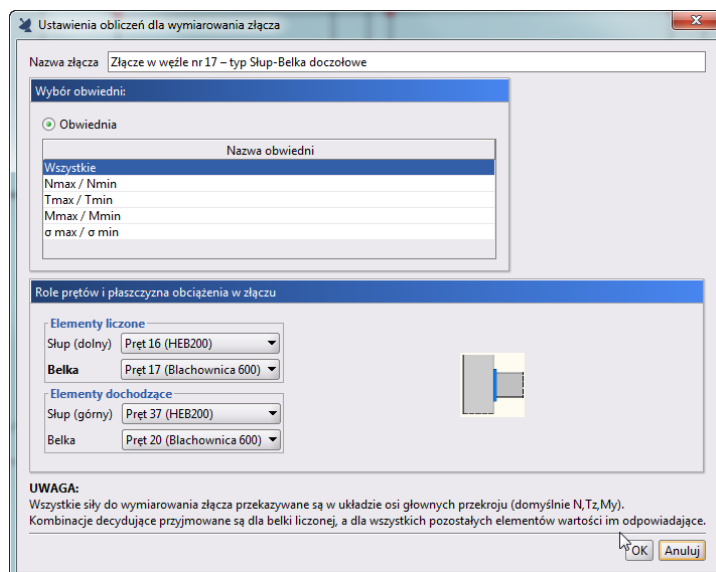 Ustawienia obliczeń dla wymiarowania złącza
Nazwa złącza Złącze w węźle nr 17 – typ Słup-Belka doczołowe
Wybór obwiedni:
Obwiednia
Nazwa obwiedni
Wszystkie
Nmax / Nmin
Tmax / Tmin
Mmax / Mmin
σ max / σ min
Role prętów i płaszczyzna obciążenia w złączu
Elementy liczone
Słup (dolny) Pręt 16 (HEB200)
Belka Pręt 17 (Blachownica 600)
Elementy dochodzące
Słup (górny) Pręt 37 (HEB200)
Belka Pręt 20 (Blachownica 600)
UWAGA:
Wszystkie siły do wymiarowania złącza przekazywane są w układzie osi głownych przekroju (domyślnie N,Tz,My).
Kombinacje decydujące przyjmowane są dla belki liczonej, a dla wszystkich pozostałych elementów wartości im odpowiadające.
OK Anuluj